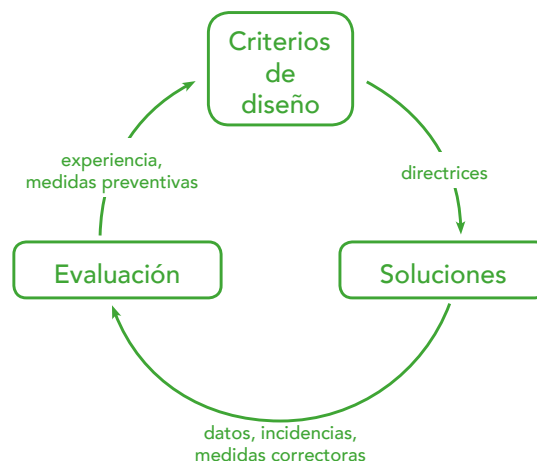 Criterios
de
diseño
experiencia,
medidas preventivas
directrices
Evaluación
Soluciones
datos, incidencias,
medidas correctoras